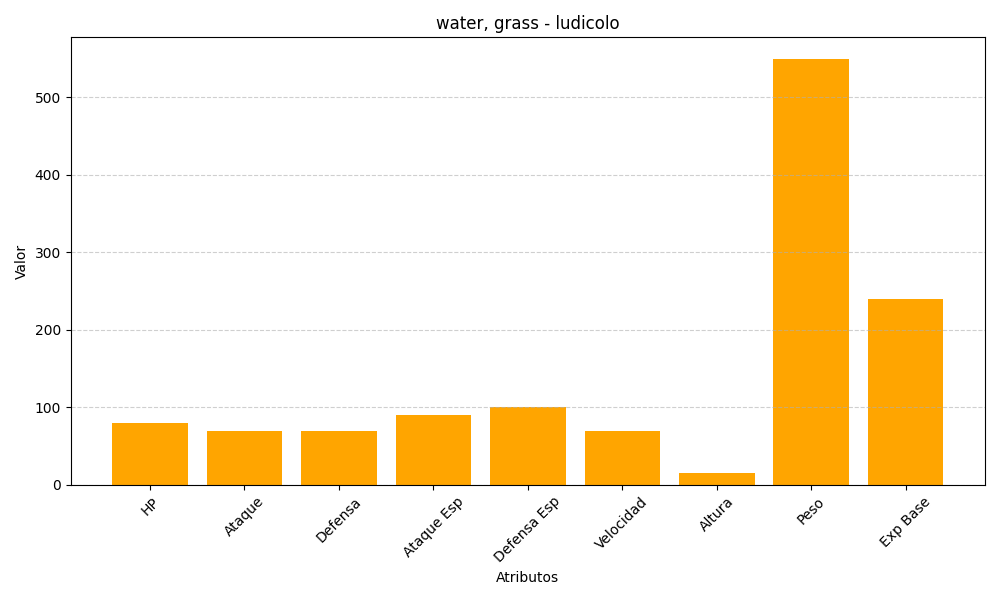 water, grass - ludicolo
Valor
500
400
300
200
100
0
HP
Ataque
Defensa
Ataque Esp
Defensa Esp
Velocidad
Altura
Peso
Exp Base
Atributos